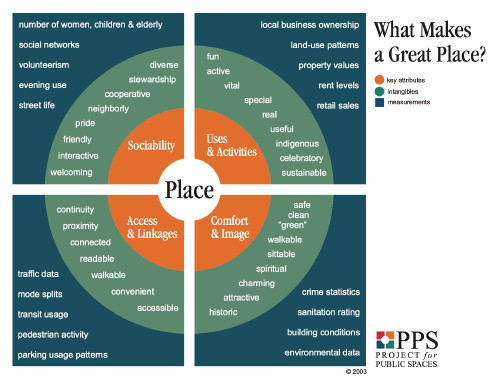 number of women, children & elderly
social networks
volunteerism
evening use
street life
diverse
stewardship
cooperative
neighborly
pride
friendly
interactive
welcoming
Sociability
local business ownership
land-use patterns
property values
rent levels
retail sales
fun
active
vital
special
real
useful
indigenous
celebratory
sustainable
Uses
& Activities
What Makes
a Great Place?
key attributes
intangibles
measurements
Place
continuity
proximity
connected
readable
walkable
convenient
accessible
Access
& Linkages
traffic data
mode splits
transit usage
pedestrian activity
parking usage patterns
Comfort
& Image
safe
clean
"green"
walkable
sittable
spiritual
charming
attractive
historic
crime statistics
sanitation rating
building conditions
environmental data
PPS
PROJECT for
PUBLIC SPACES
© 2003